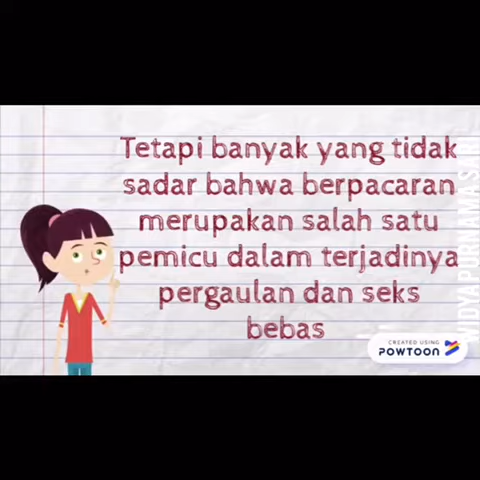 Tetapi banyak yang tidak
sadar bahwa berpacaran
merupakan salah satu
pemicu dalam terjadinya
pergaulan dan seks
bebas
CREATED USING
POWTOON